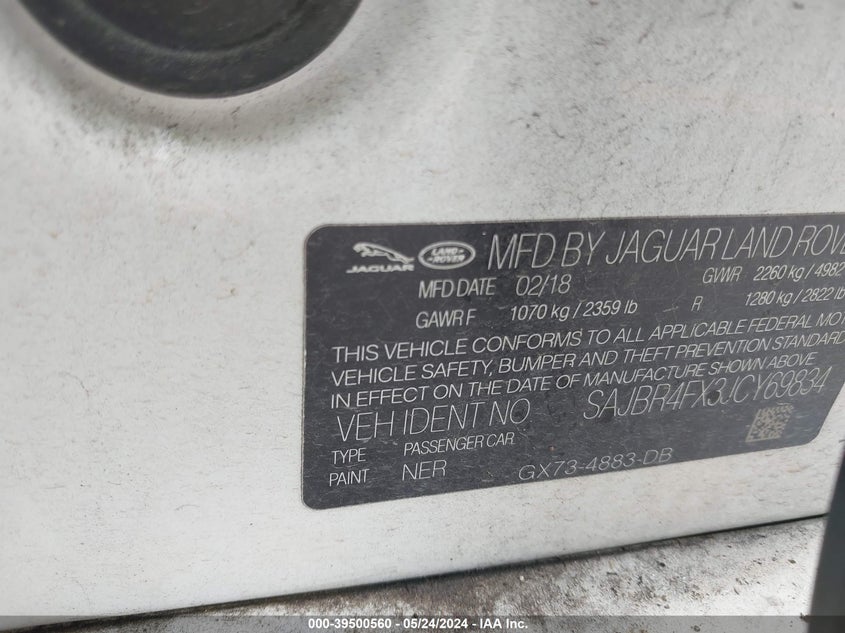 JAGUAR LAND ROVER MFD BY JAGUAR LAND ROVE
MFD DATE 02/18 GVWR 2260 kg / 4982
GAWR F 1070 kg / 2359 lb R 1280 kg / 2822 lb
THIS VEHICLE CONFORMS TO ALL APPLICABLE FEDERAL MOT
VEHICLE SAFETY, BUMPER AND THEFT PREVENTION STANDARD
IN EFFECT ON THE DATE OF MANUFACTURE SHOWN ABOVE
VEH IDENT NO SAJBR4FX3JCY69834
TYPE PASSENGER CAR
PAINT NER GX73-4883-DB
000-39500560 - 05/24/2024 - IAA Inc.